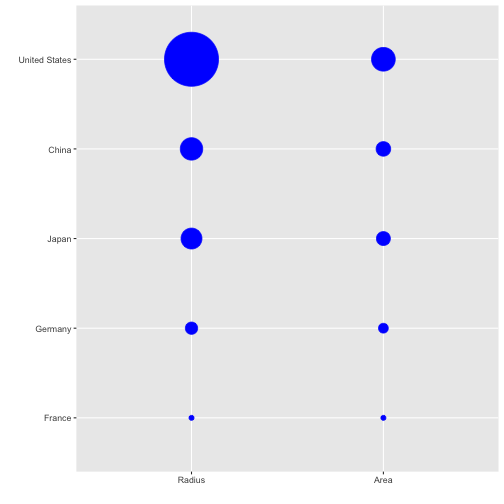 United States
China
Japan
Germany
France
Radius
Area